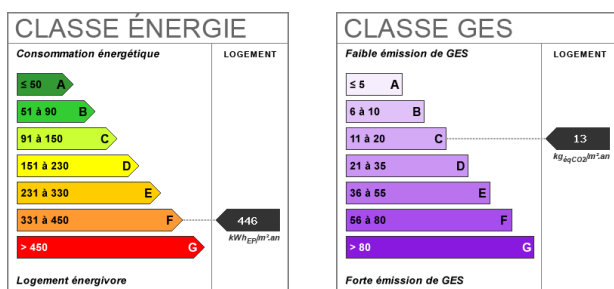 CLASSE ÉNERGIE
Consommation énergétique
LOGEMENT
≤ 50 A
51 à 90 B
91 à 150 C
151 à 230 D
231 à 330 E
331 à 450 F
446
kWhEP/m².an
> 450 G
Logement énergivore
CLASSE GES
Faible émission de GES
LOGEMENT
≤ 5 A
6 à 10 B
11 à 20 C
13
kgéqCO2/m².an
21 à 35 D
36 à 55 E
56 à 80 F
> 80 G
Forte émission de GES